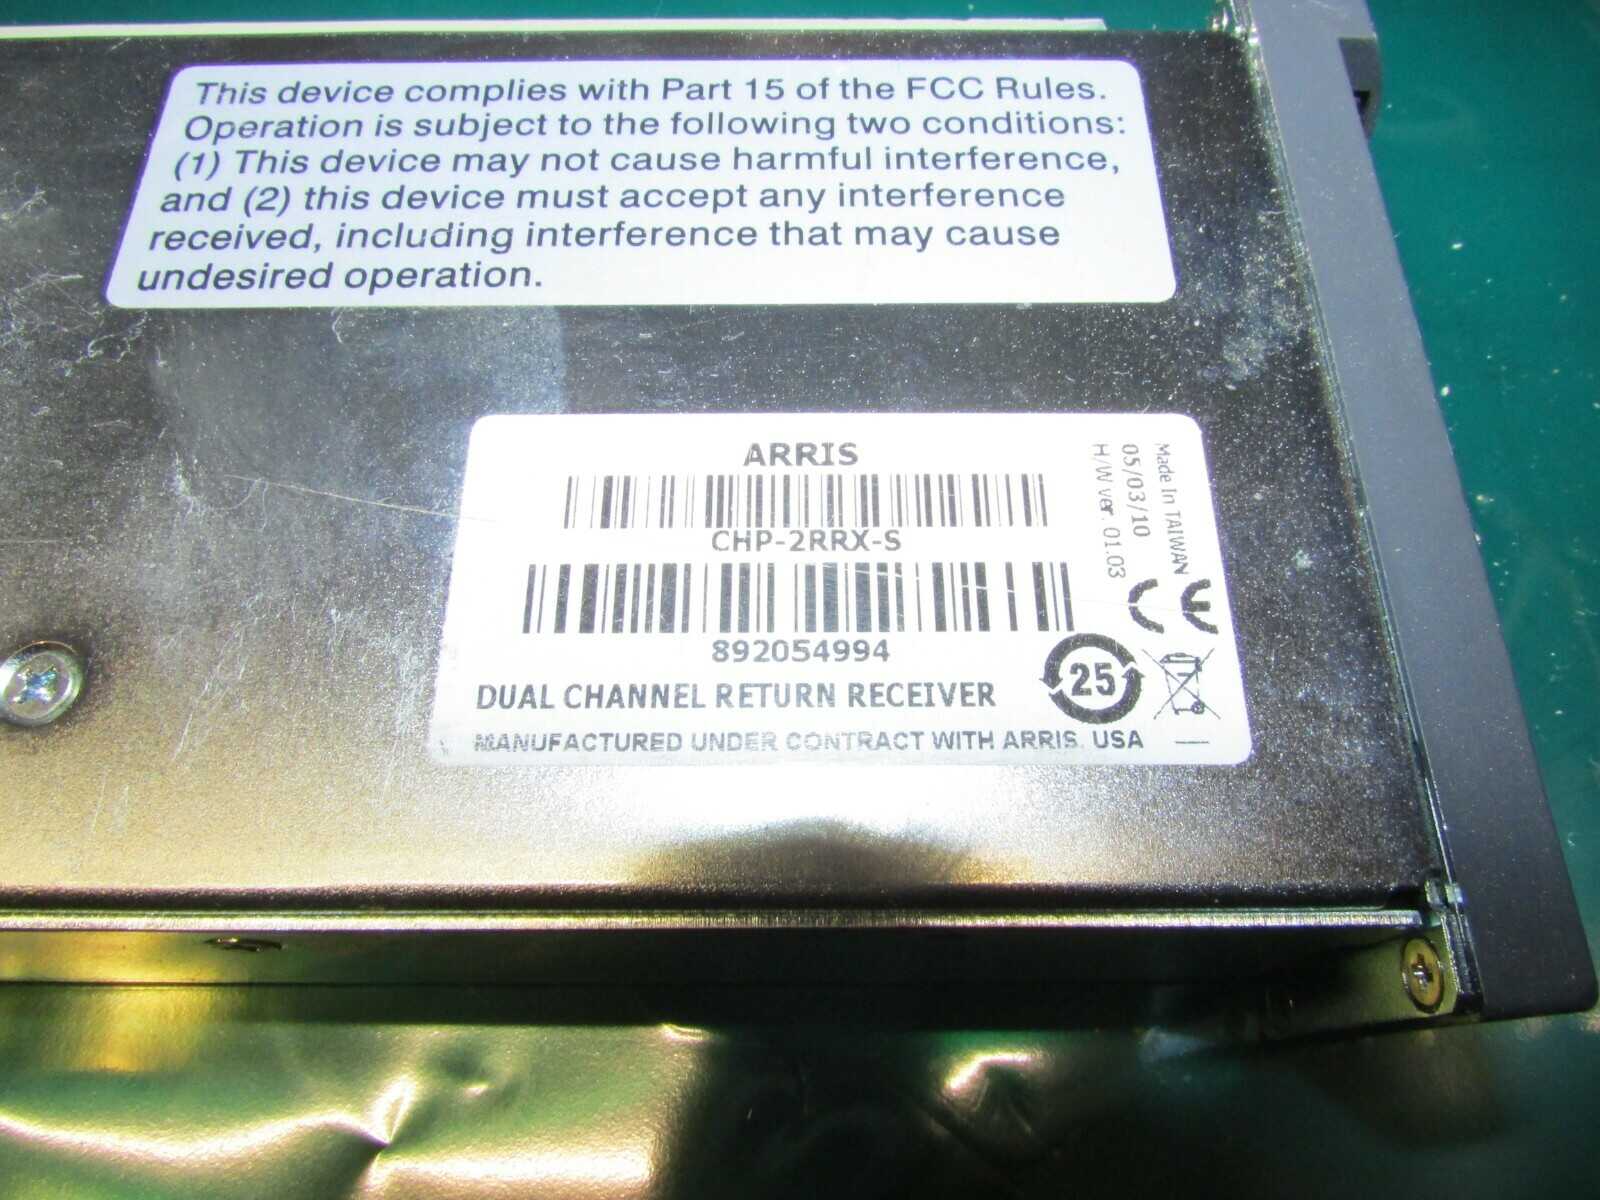 This device complies with Part 15 of the FCC Rules.
Operation is subject to the following two conditions:
(1) This device may not cause harmful interference,
and (2) this device must accept any interference
received, including interference that may cause
undesired operation.
ARRIS
CHP-2RRX-S
892054994
DUAL CHANNEL RETURN RECEIVER
MANUFACTURED UNDER CONTRACT WITH ARRIS, USA
Made In TAIWAN
05/03/10
H/W ver. 01.03
CE
25